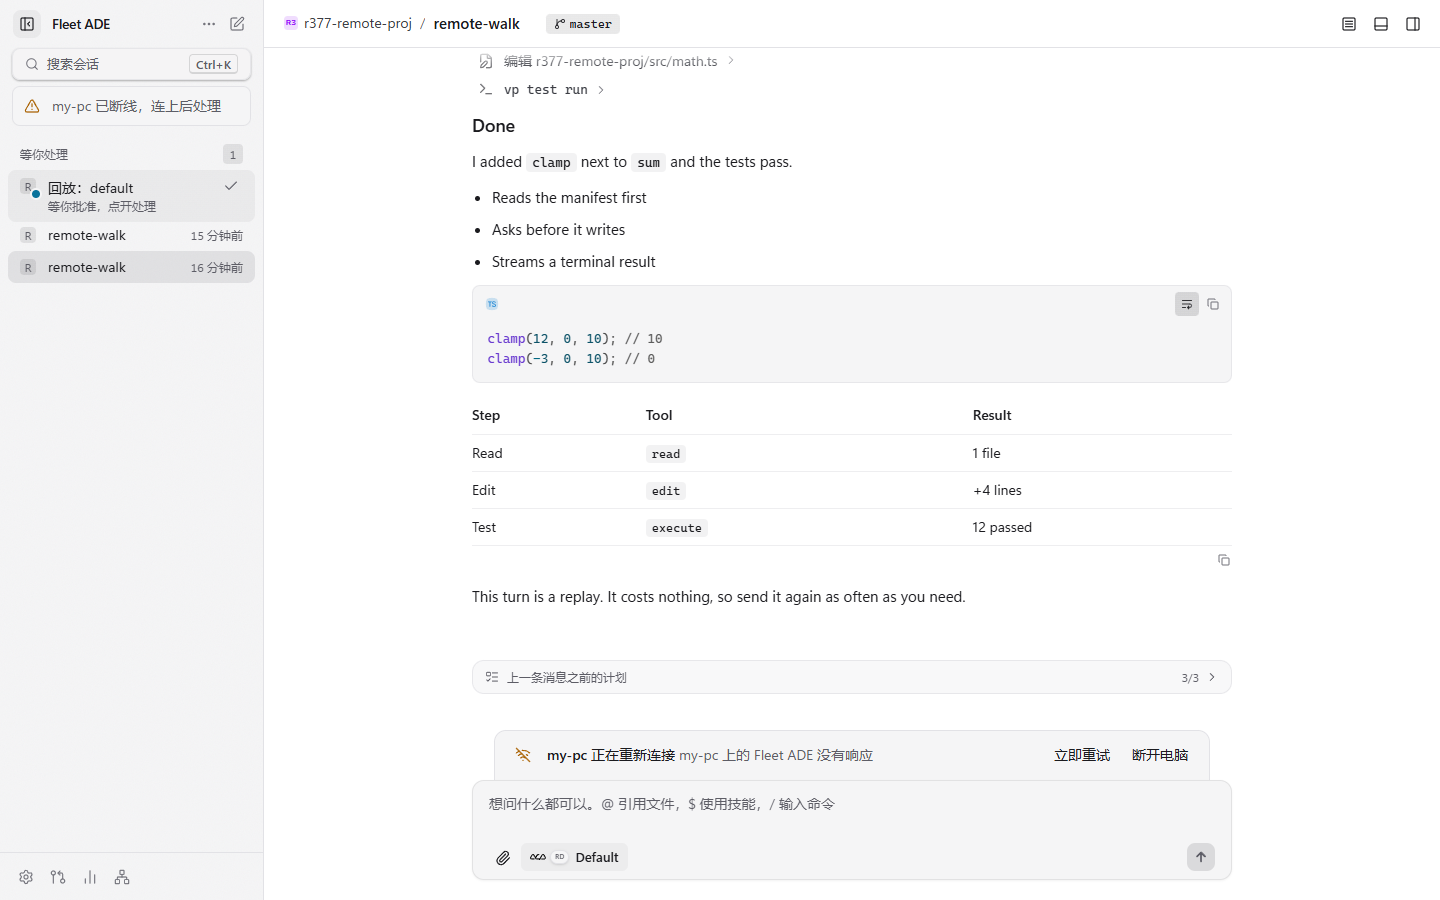 Fleet ADE
搜索会话 Ctrl+K
my-pc 已断线，连上后处理
等你处理 1
R 回放：default
等你批准，点开处理
R remote-walk 15 分钟前
R remote-walk 16 分钟前
R3 r377-remote-proj / remote-walk master
编辑 r377-remote-proj/src/math.ts
vp test run
Done
I added clamp next to sum and the tests pass.
• Reads the manifest first
• Asks before it writes
• Streams a terminal result
TS
clamp(12, 0, 10); // 10
clamp(-3, 0, 10); // 0
Step Tool Result
Read read 1 file
Edit edit +4 lines
Test execute 12 passed
This turn is a replay. It costs nothing, so send it again as often as you need.
上一条消息之前的计划 3/3
my-pc 正在重新连接 my-pc 上的 Fleet ADE 没有响应 立即重试 断开电脑
想问什么都可以。@ 引用文件，$ 使用技能，/ 输入命令
RD Default